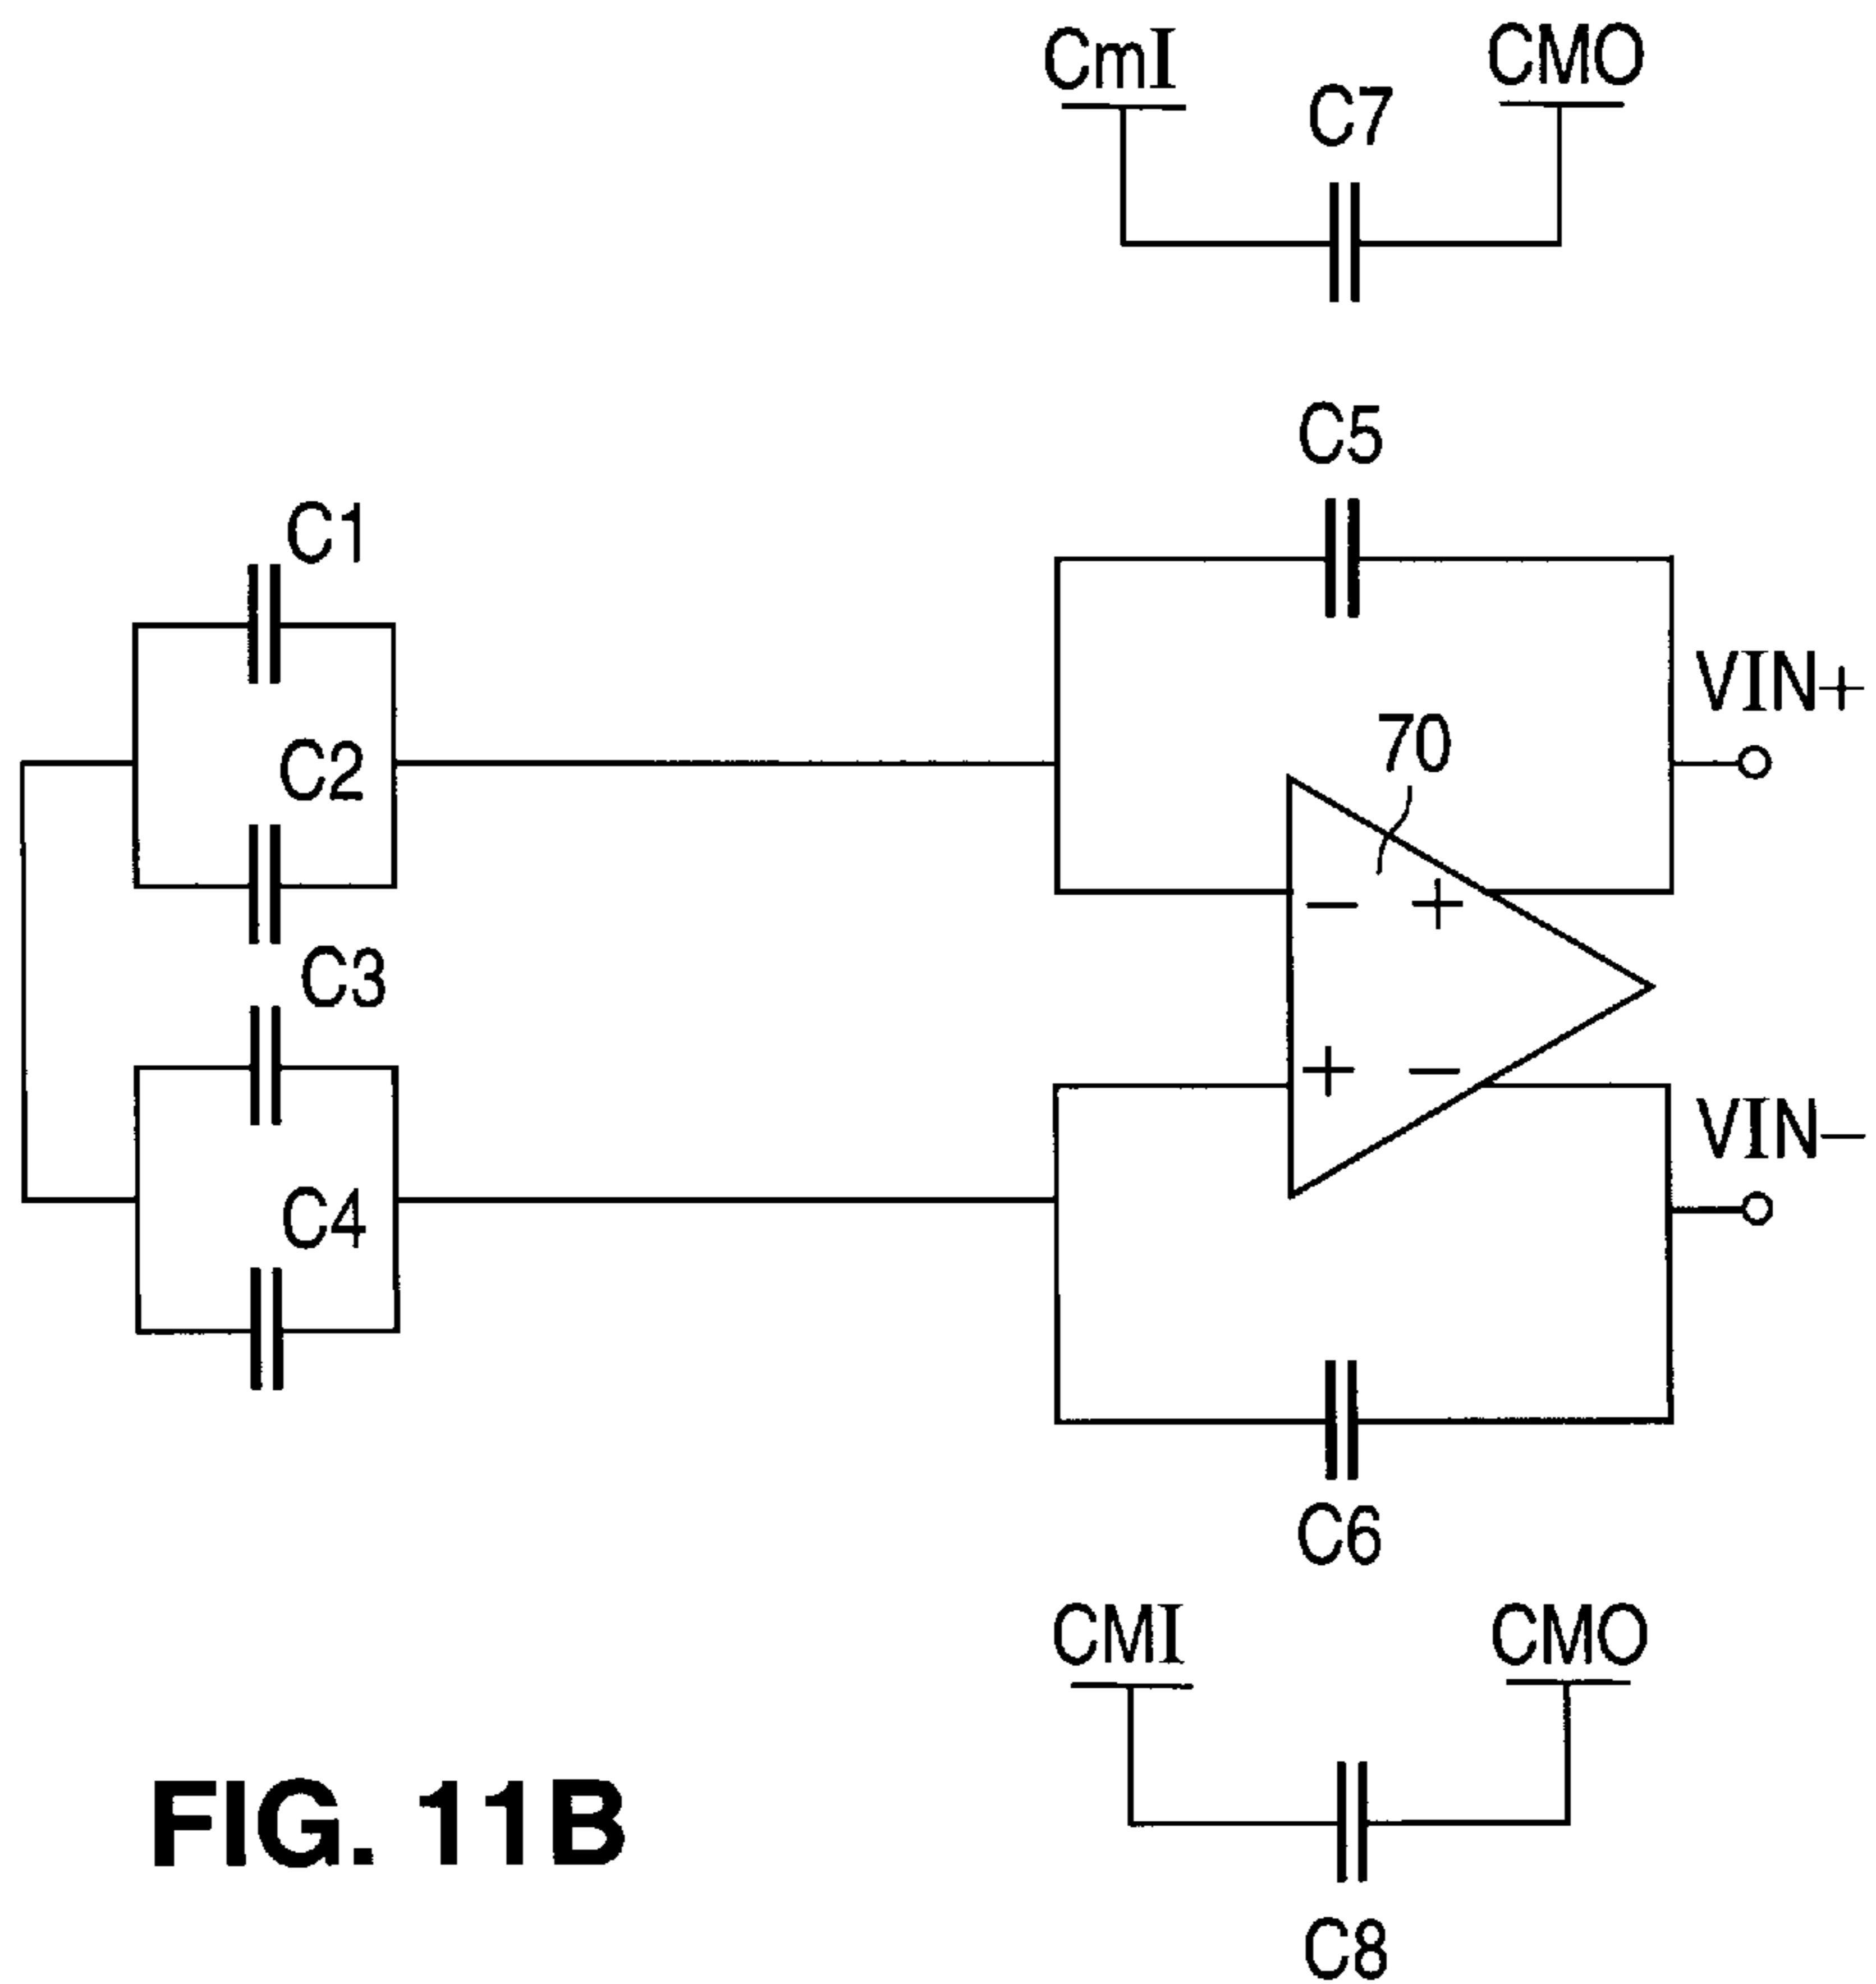 CmI
CMO
C7
C5
C1
VIN+
70
C2
- +
C3
+ -
VIN-
C4
C6
CMI
CMO
FIG. 11B
C8